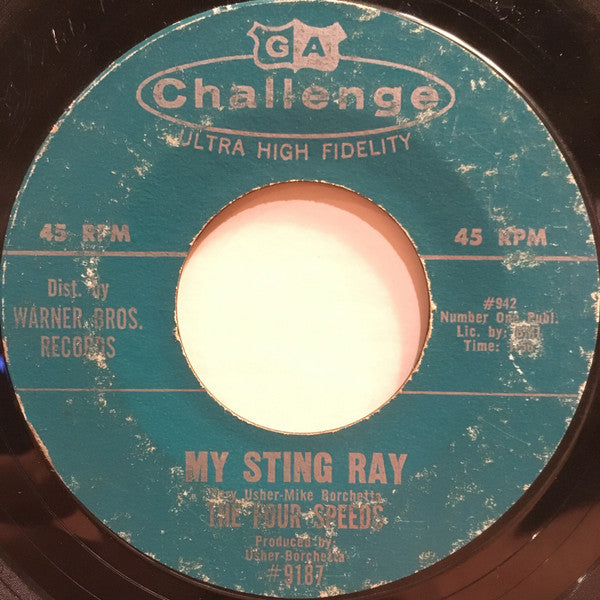 GA
Challenge
ULTRA HIGH FIDELITY
45 RPM
45 RPM
Dist. by
WARNER BROS.
RECORDS
#942
Number One Publ.
Lic. by:
Time:
MY STING RAY
Usher-Mike Borchetta
THE FOUR SPEEDS
Produced by
Usher-Borchetta
#9187